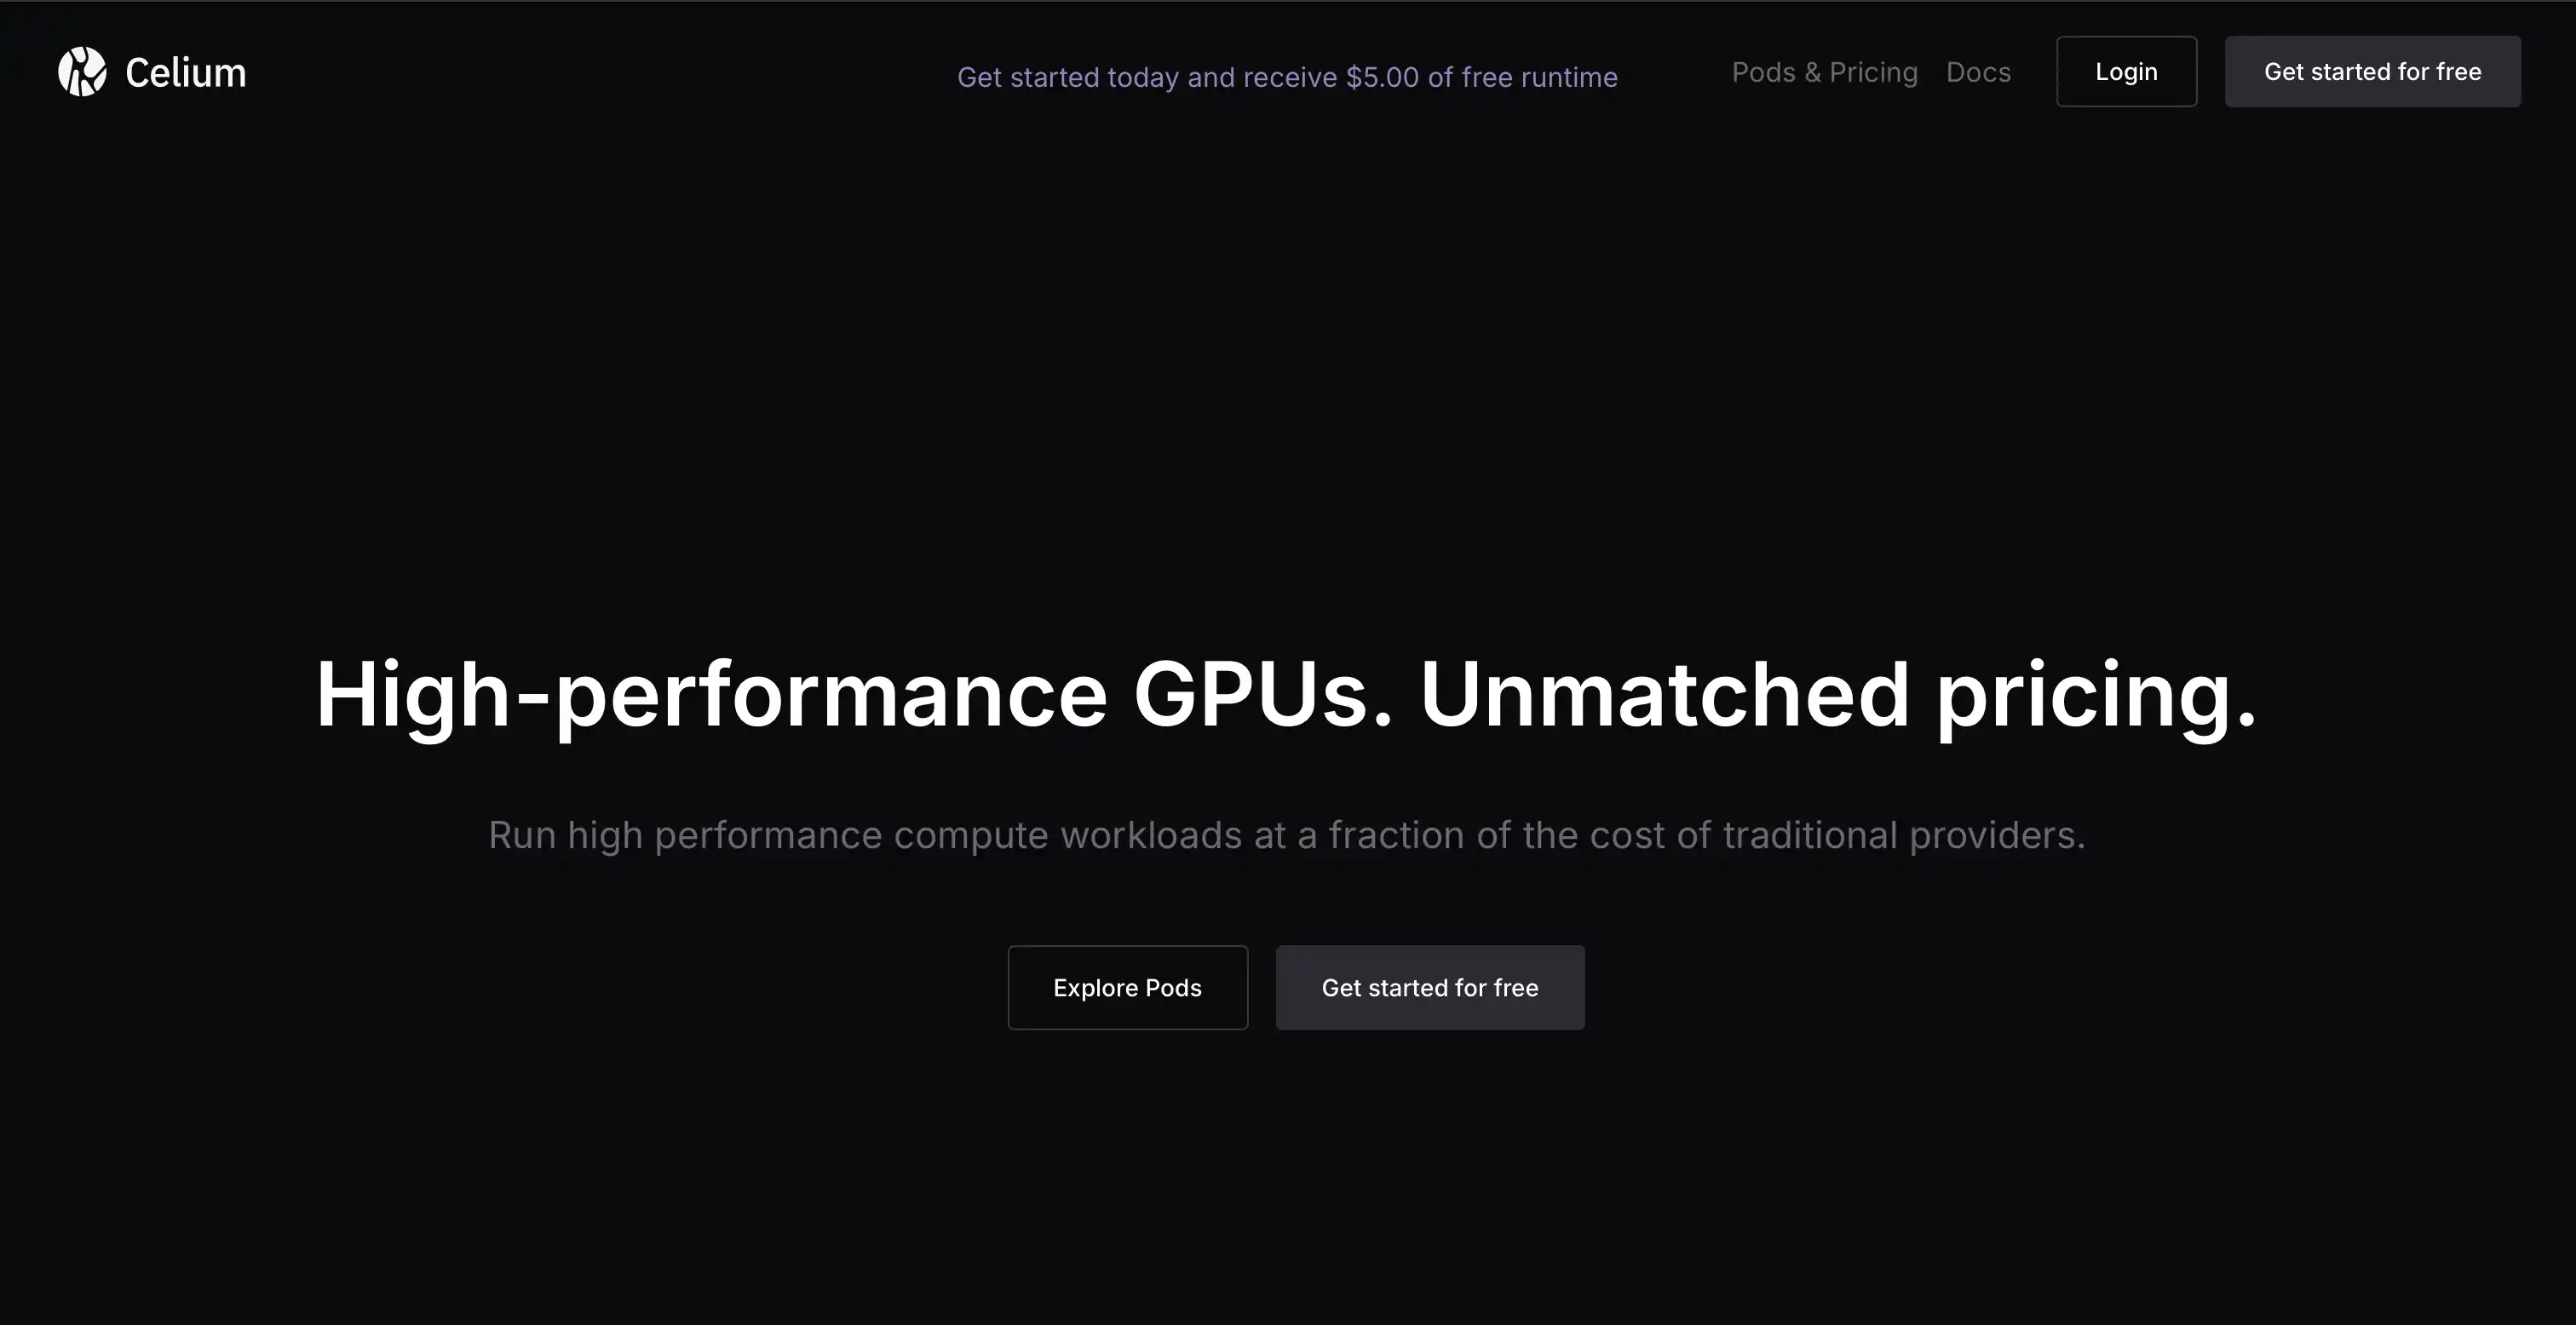 Celium
Get started today and receive $5.00 of free runtime
Pods & Pricing
Docs
Login
Get started for free
High-performance GPUs. Unmatched pricing.
Run high performance compute workloads at a fraction of the cost of traditional providers.
Explore Pods
Get started for free